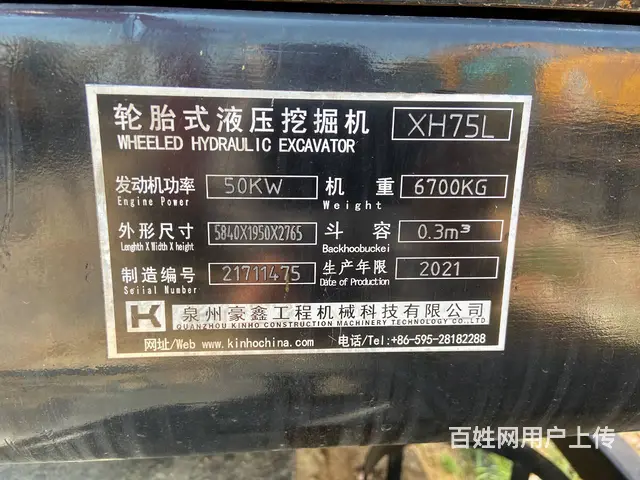 轮胎式液压挖掘机 XH75L
WHEELED HYDRAULIC EXCAVATOR
发动机功率 50KW 机重 6700KG
Engine Power Weight
外形尺寸 5840X1950X2765 斗容 0.3m³
Lenghth X Width X height Backhoobuckei
制造编号 21711475 生产年限 2021
Seiial Number Date of Production
K 泉州豪鑫工程机械科技有限公司
QUANZHOU KINHO CONSTRUCTION MACHINERY TECHNOLOGY CO.,LTD
网址/Web www.kinhochina.com 电话/Tel:+86-595-28182288
百姓网用户上传